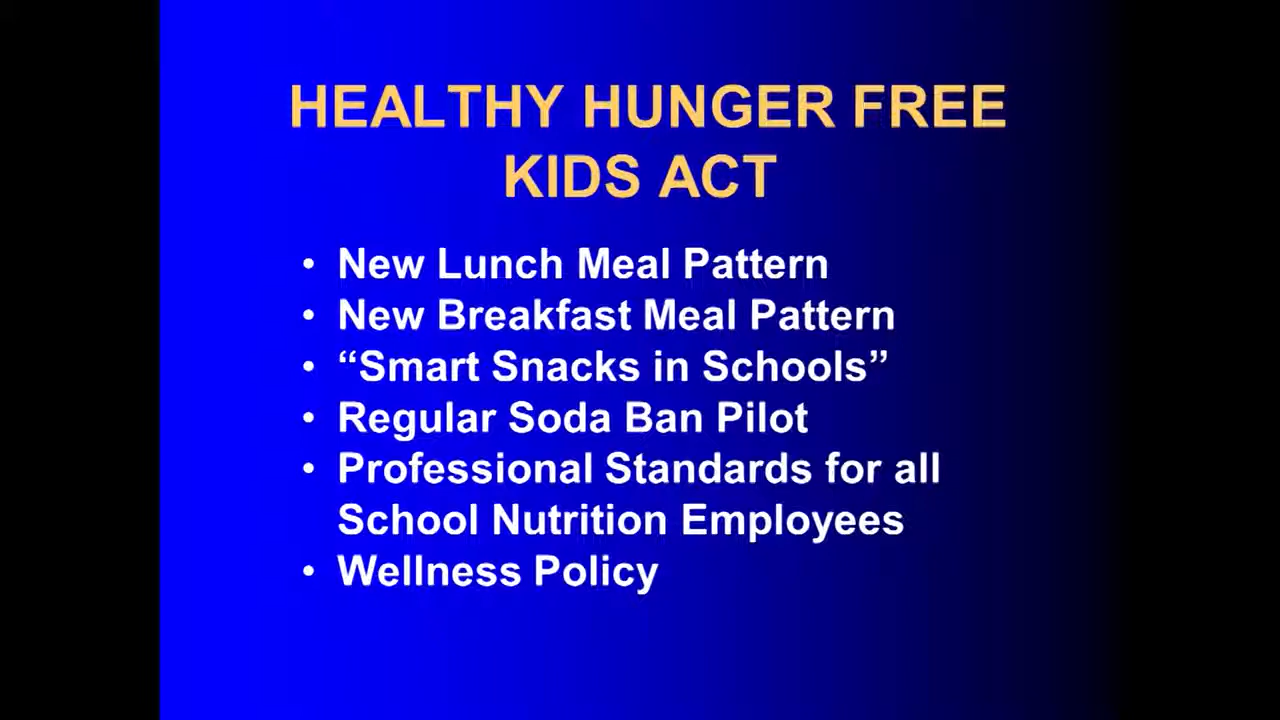 HEALTHY HUNGER FREE
KIDS ACT
• New Lunch Meal Pattern
• New Breakfast Meal Pattern
• “Smart Snacks in Schools”
• Regular Soda Ban Pilot
• Professional Standards for all
School Nutrition Employees
• Wellness Policy